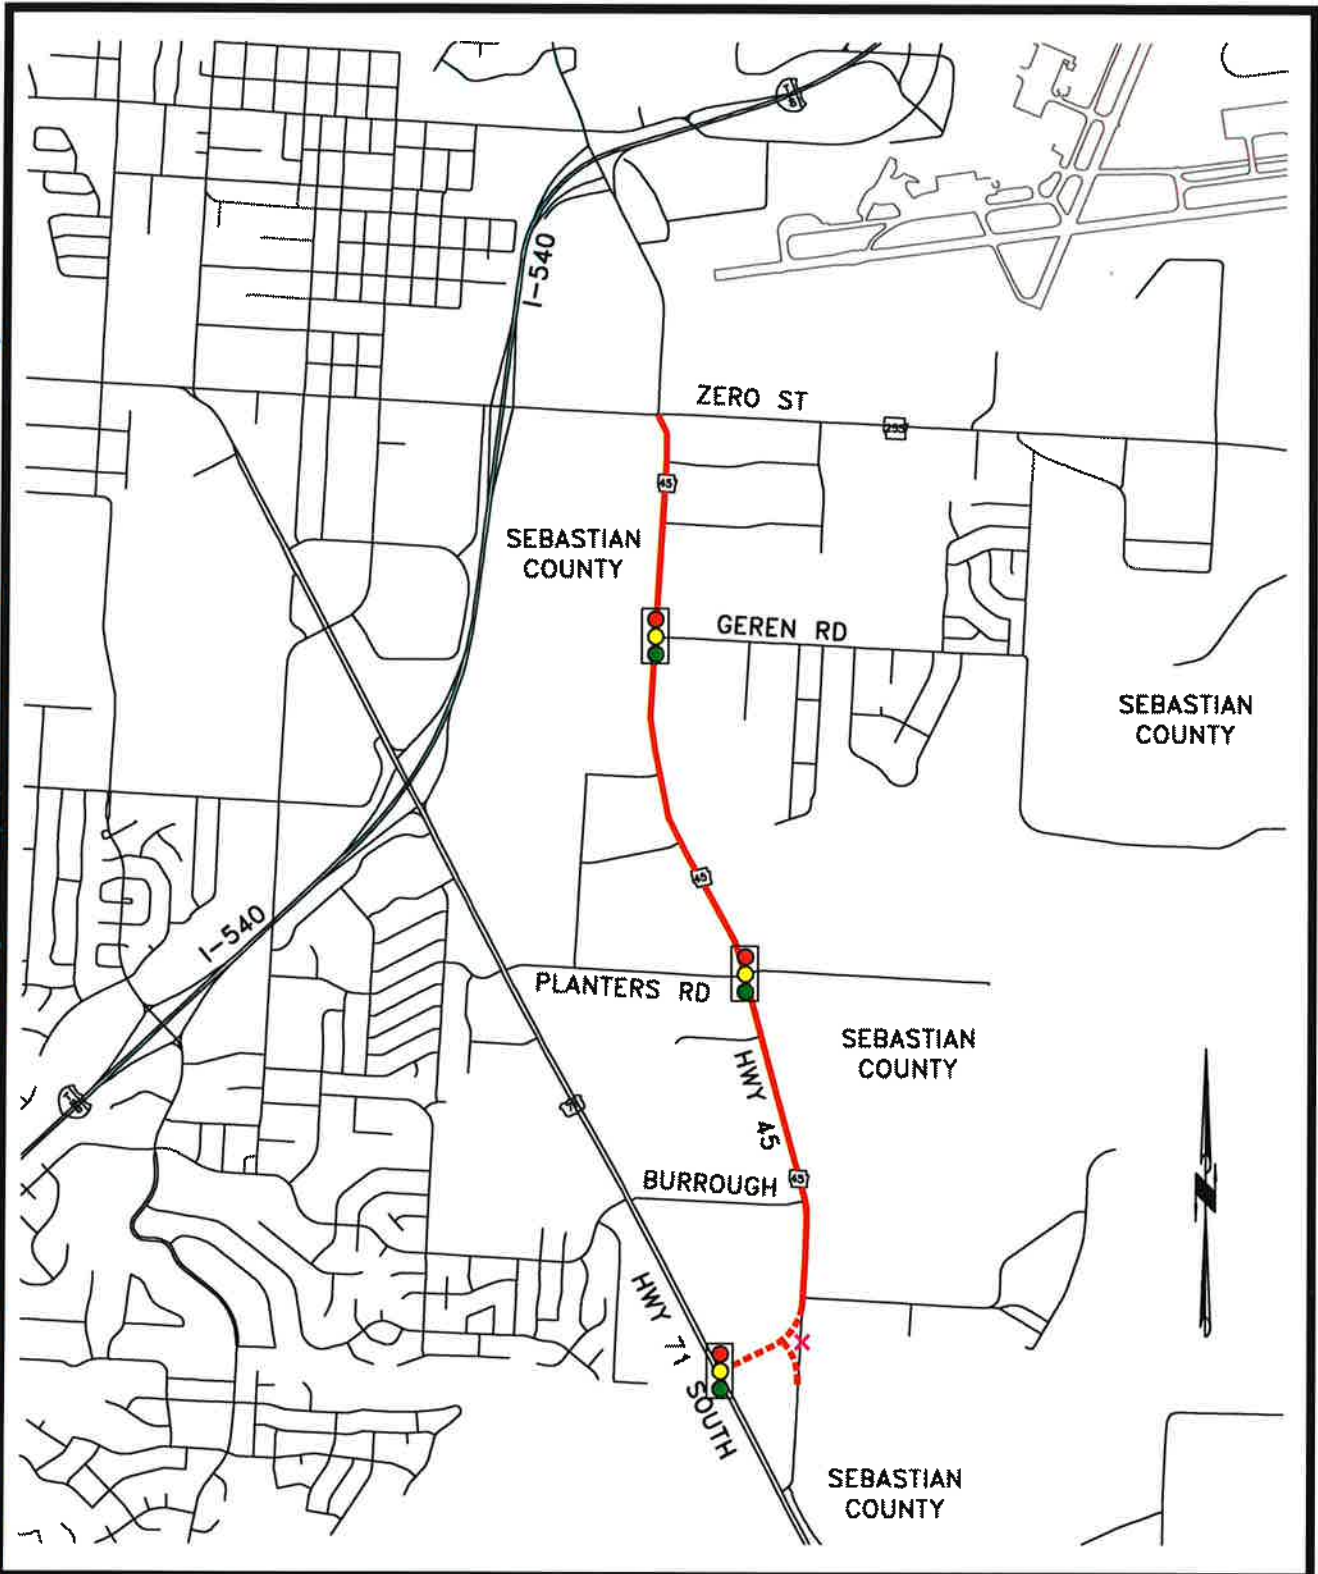 I-540
ZERO ST
255
45
SEBASTIAN
COUNTY
GEREN RD
SEBASTIAN
COUNTY
45
I-540
PLANTERS RD
SEBASTIAN
COUNTY
HWY 45
71
45
BURROUGH
HWY 71 SOUTH
SEBASTIAN
COUNTY
N